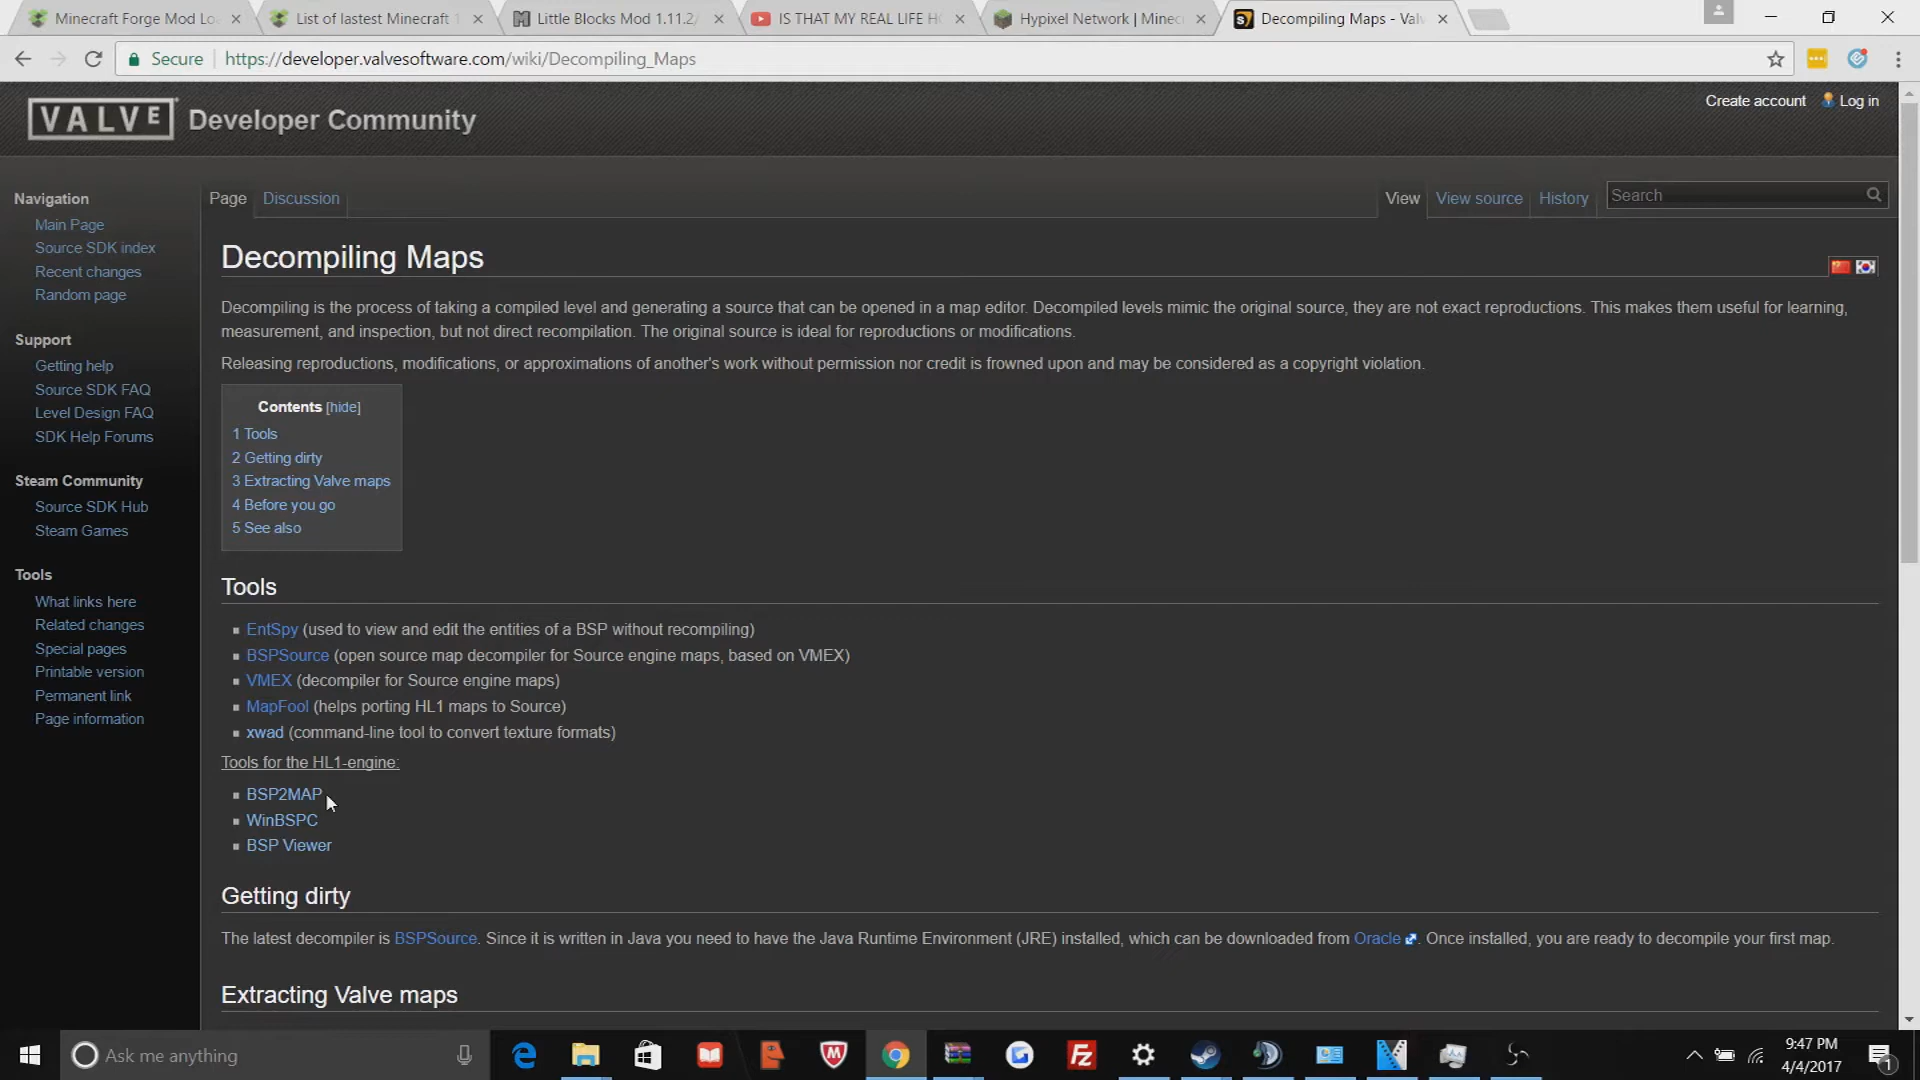 Minecraft Forge Mod Lo
List of lastest Minecraft 1
Little Blocks Mod 1.11.2/
IS THAT MY REAL LIFE HO
Hypixel Network | Minec
Decompiling Maps - Valv
Secure
https://developer.valvesoftware.com/wiki/Decompiling_Maps
VALVE Developer Community
Create account
Log in
Navigation
Main Page
Source SDK index
Recent changes
Random page
Support
Getting help
Source SDK FAQ
Level Design FAQ
SDK Help Forums
Steam Community
Source SDK Hub
Steam Games
Tools
What links here
Related changes
Special pages
Printable version
Permanent link
Page information
Page
Discussion
View
View source
History
Search
Decompiling Maps
Decompiling is the process of taking a compiled level and generating a source that can be opened in a map editor. Decompiled levels mimic the original source, they are not exact reproductions. This makes them useful for learning,
measurement, and inspection, but not direct recompilation. The original source is ideal for reproductions or modifications.
Releasing reproductions, modifications, or approximations of another's work without permission nor credit is frowned upon and may be considered as a copyright violation.
Contents [hide]
1 Tools
2 Getting dirty
3 Extracting Valve maps
4 Before you go
5 See also
Tools
EntSpy (used to view and edit the entities of a BSP without recompiling)
BSPSource (open source map decompiler for Source engine maps, based on VMEX)
VMEX (decompiler for Source engine maps)
MapFool (helps porting HL1 maps to Source)
xwad (command-line tool to convert texture formats)
Tools for the HL1-engine:
BSP2MAP
WinBSPC
BSP Viewer
Getting dirty
The latest decompiler is BSPSource. Since it is written in Java you need to have the Java Runtime Environment (JRE) installed, which can be downloaded from Oracle. Once installed, you are ready to decompile your first map.
Extracting Valve maps
Ask me anything
9:47 PM
4/4/2017
1